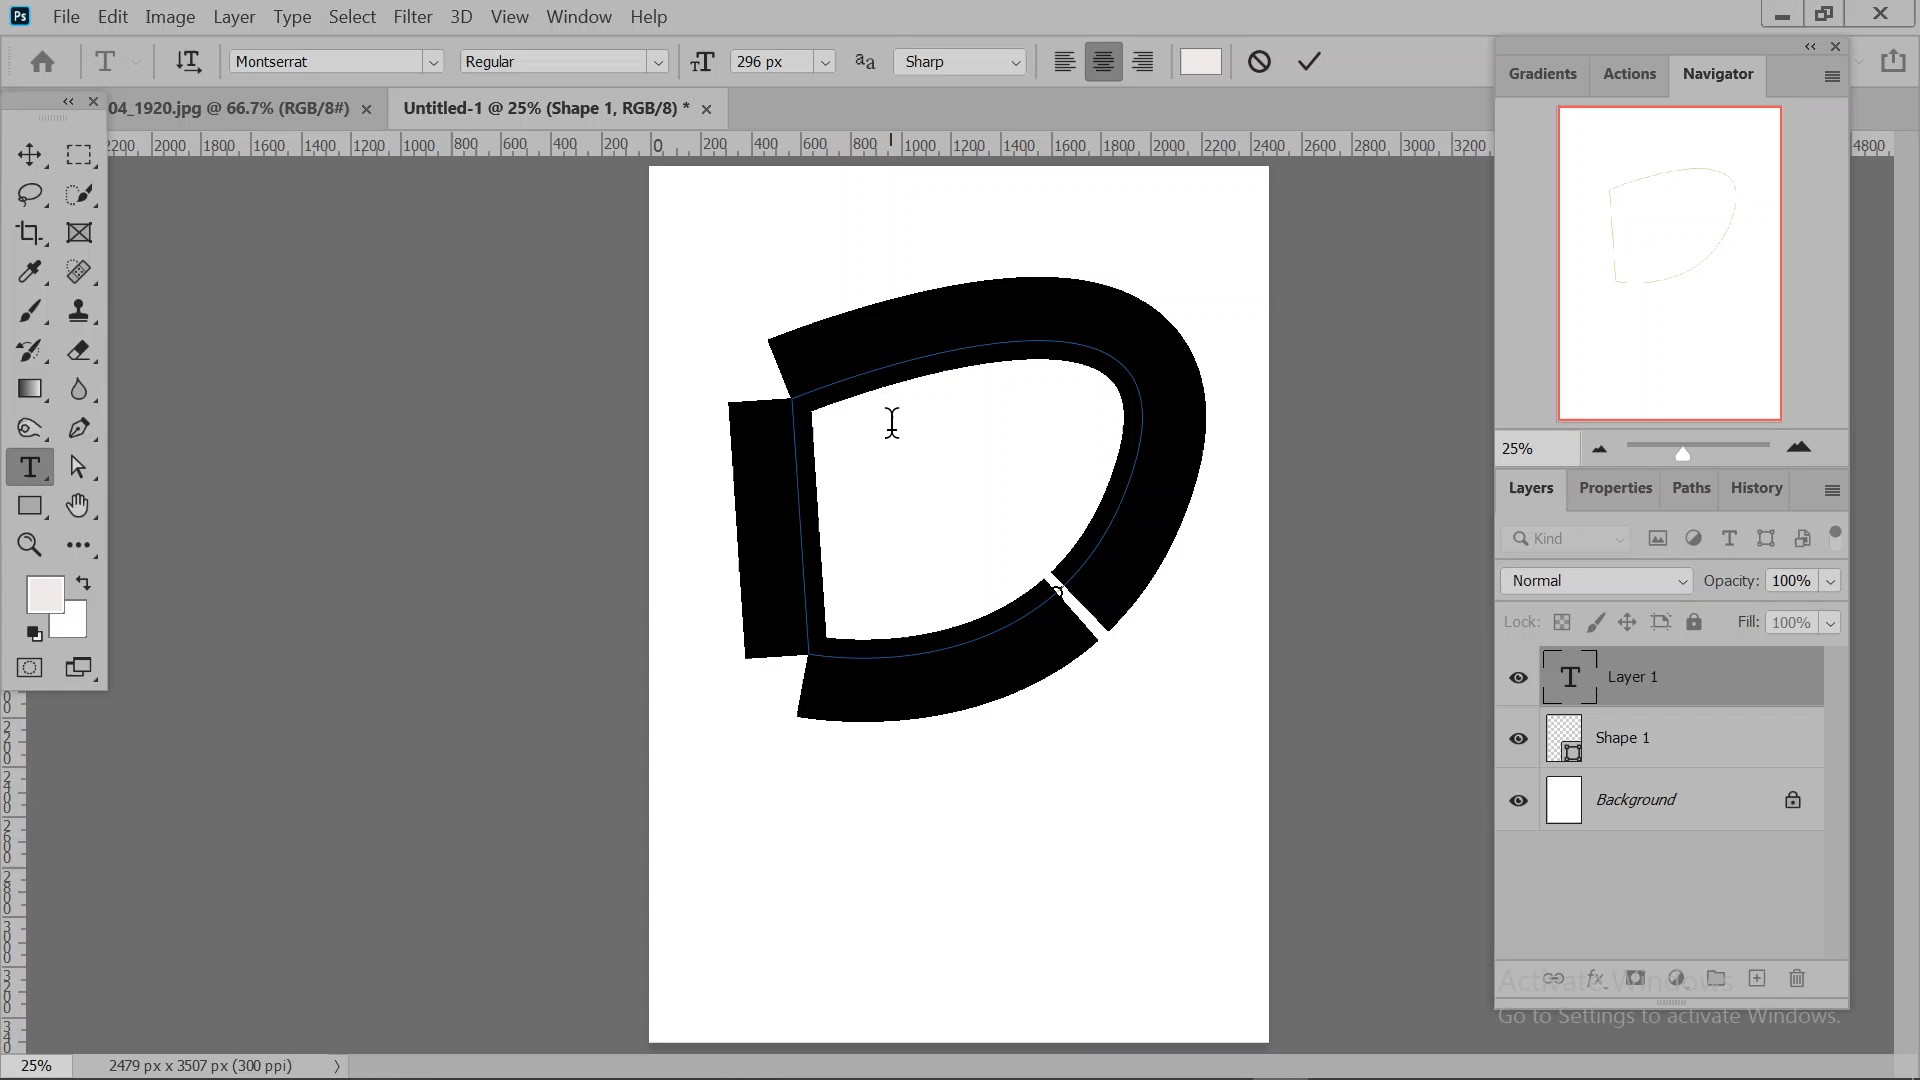 Ps File Edit Image Layer Type Select Filter 3D View Window Help
T Montserrat Regular 296 px aa Sharp
04_1920.jpg @ 66.7% (RGB/8#) Untitled-1 @ 25% (Shape 1, RGB/8) *
2200 2000 1800 1600 1400 1200 1000 800 600 400 200 0 200 400 600 800 1000 1200 1400 1600 1800 2000 2200 2400 2600 2800 3000 3200 4800
Gradients Actions Navigator
25%
Layers Properties Paths History
Kind
Normal Opacity: 100%
Lock: Fill: 100%
T Layer 1
Shape 1
Background
fx
Activate Windows
Go to Settings to activate Windows.
25% 2479 px x 3507 px (300 ppi)